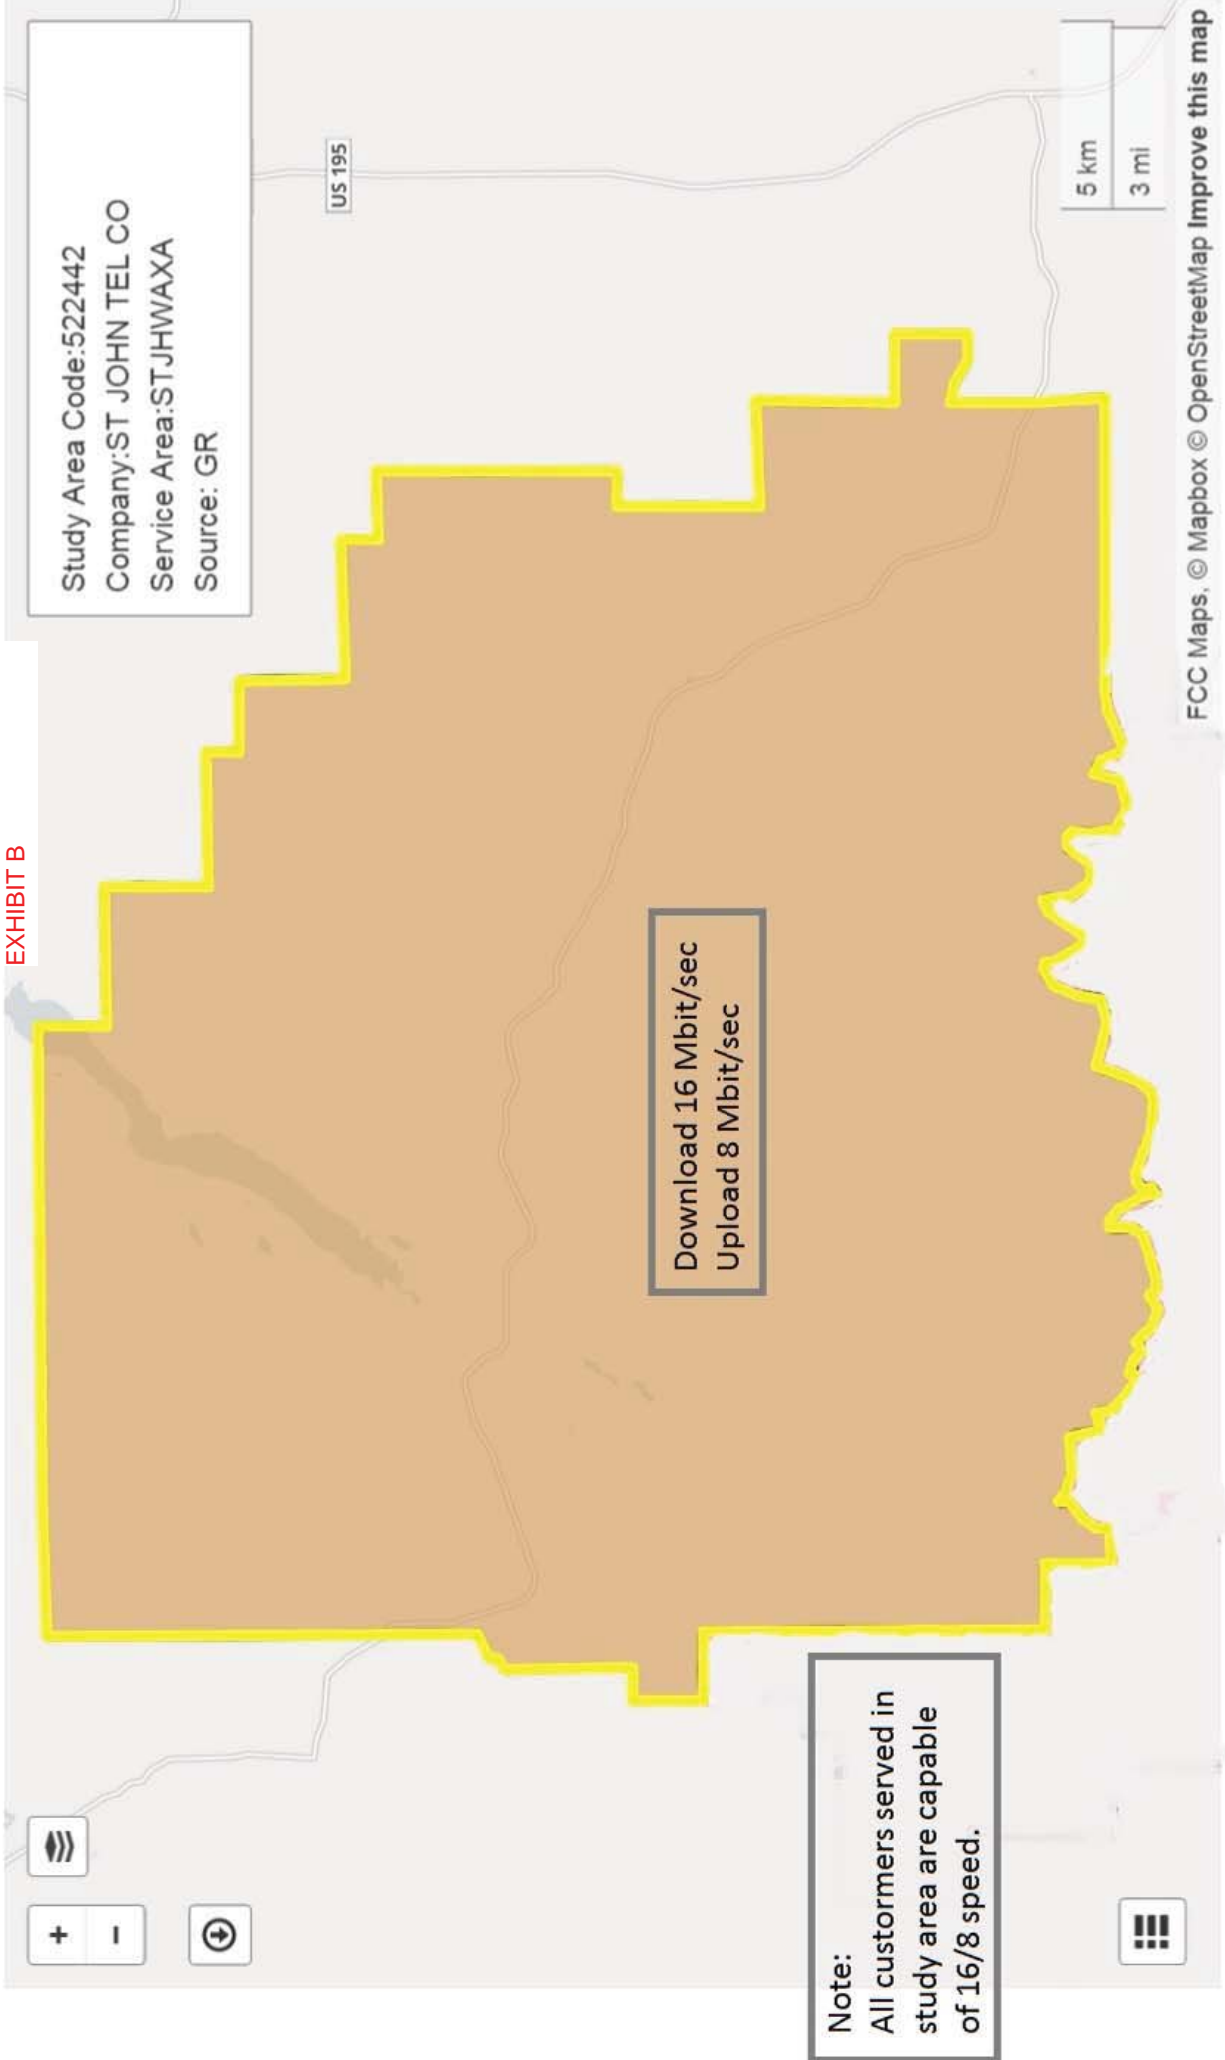 EXHIBIT B
+
−
Study Area Code:522442
Company:ST JOHN TEL CO
Service Area:STJHWAXA
Source: GR
US 195
Download 16 Mbit/sec
Upload 8 Mbit/sec
Note:
All custormers served in
study area are capable
of 16/8 speed.
5 km
3 mi
FCC Maps, © Mapbox © OpenStreetMap Improve this map